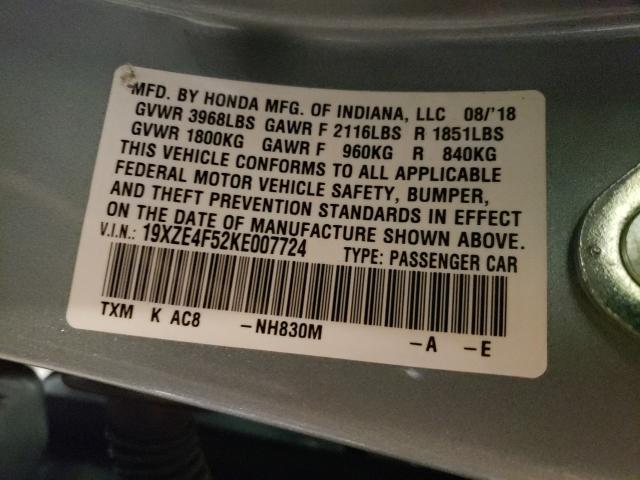 MFD. BY HONDA MFG. OF INDIANA, LLC 08/'18
GVWR 3968LBS GAWR F 2116LBS R 1851LBS
GVWR 1800KG GAWR F 960KG R 840KG
THIS VEHICLE CONFORMS TO ALL APPLICABLE
FEDERAL MOTOR VEHICLE SAFETY, BUMPER,
AND THEFT PREVENTION STANDARDS IN EFFECT
ON THE DATE OF MANUFACTURE SHOWN ABOVE.
V.I.N.: 19XZE4F52KE007724 TYPE: PASSENGER CAR
TXM K AC8 -NH830M -A -E